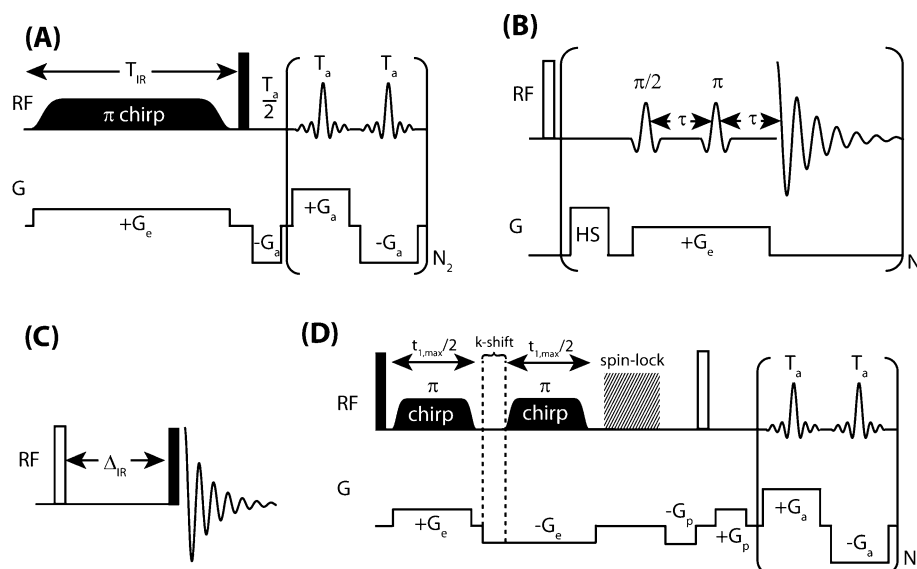 (A)
T_IR
T_a/2
T_a
T_a
RF
π chirp
G
+G_e
-G_a
+G_a
-G_a
N_2
(B)
RF
π/2
π
τ
τ
G
HS
+G_e
N
(C)
RF
Δ_IR
(D)
t_1,max/2
k-shift
t_1,max/2
spin-lock
T_a
T_a
π
π
RF
chirp
chirp
G
+G_e
-G_e
-G_p
+G_p
+G_a
-G_a
N